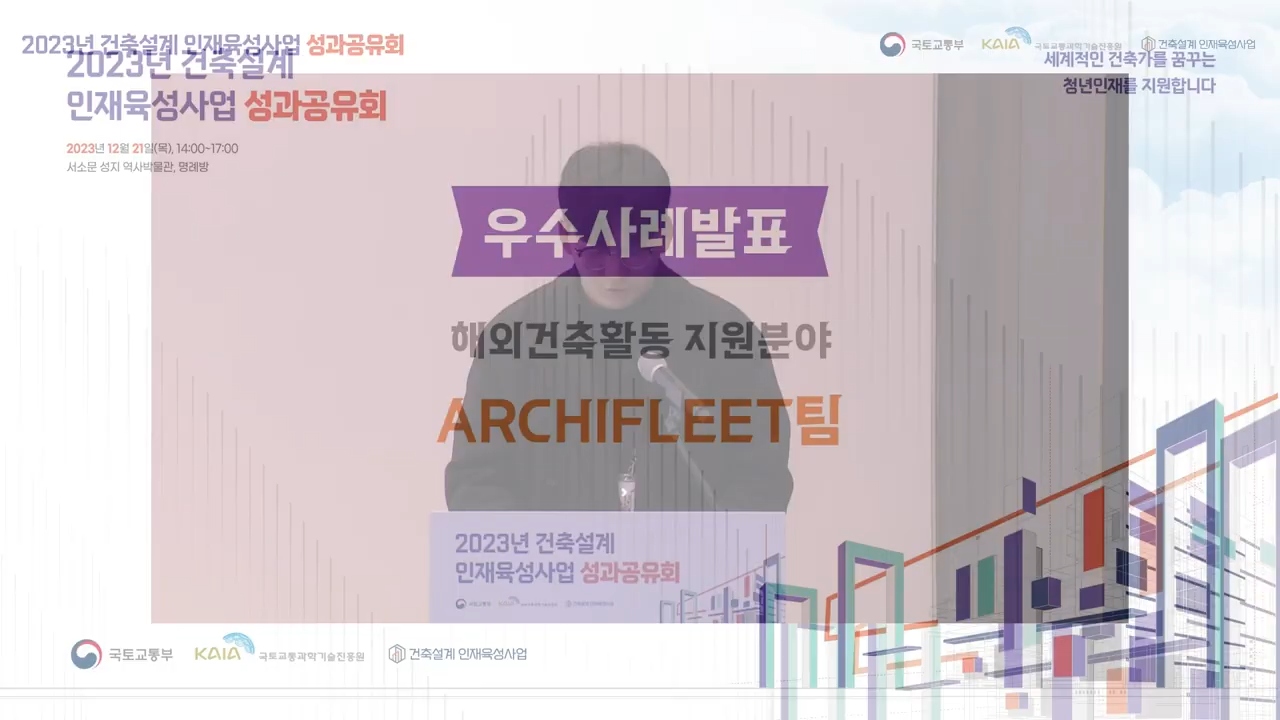 2023년 건축설계 인재육성사업 성과공유회
국토교통부
KAIA 국토교통과학기술진흥원
건축설계 인재육성사업
2023년 건축설계
인재육성사업 성과공유회
세계적인 건축가를 꿈꾸는
청년인재를 지원합니다
2023년 12월 21일(목), 14:00~17:00
서소문 성지 역사박물관, 명례방
우수사례발표
해외건축활동 지원분야
ARCHIFLEET팀
2023년 건축설계
인재육성사업 성과공유회
국토교통부
KAIA 국토교통과학기술진흥원
건축설계 인재육성사업